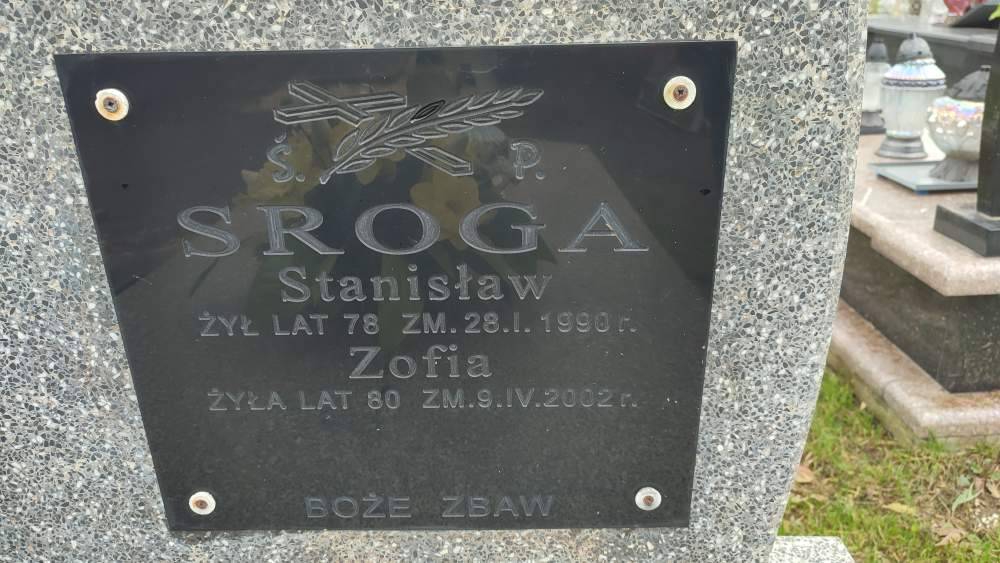 Ś. P.
SROGA
Stanisław
ŻYŁ LAT 78 ZM. 28.I.1990 r.
Zofia
ŻYŁA LAT 80 ZM. 9.IV.2002 r.
BOŻE ZBAW